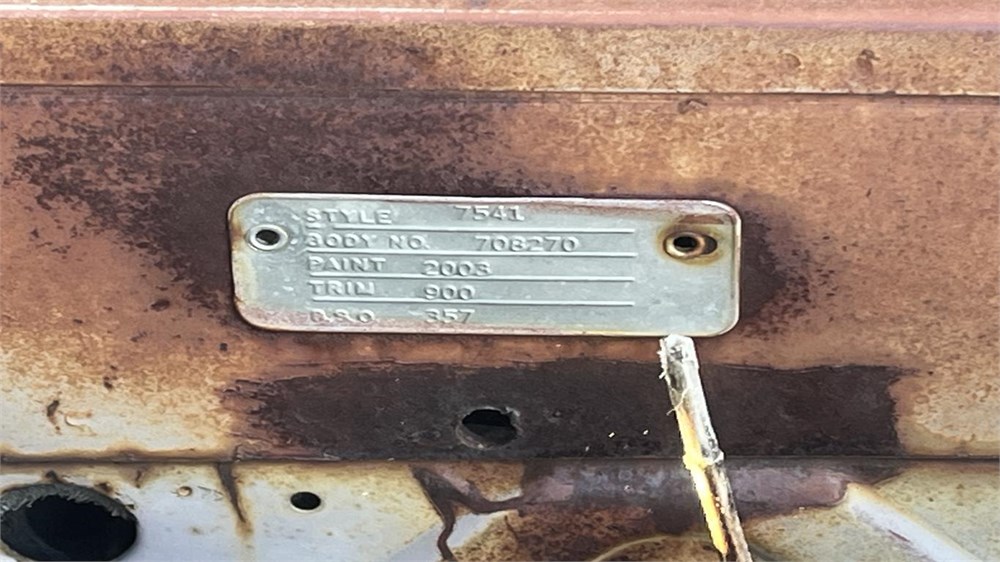 STYLE 7541
BODY NO. 708270
PAINT 2003
TRIM 900
B.S.O. 357